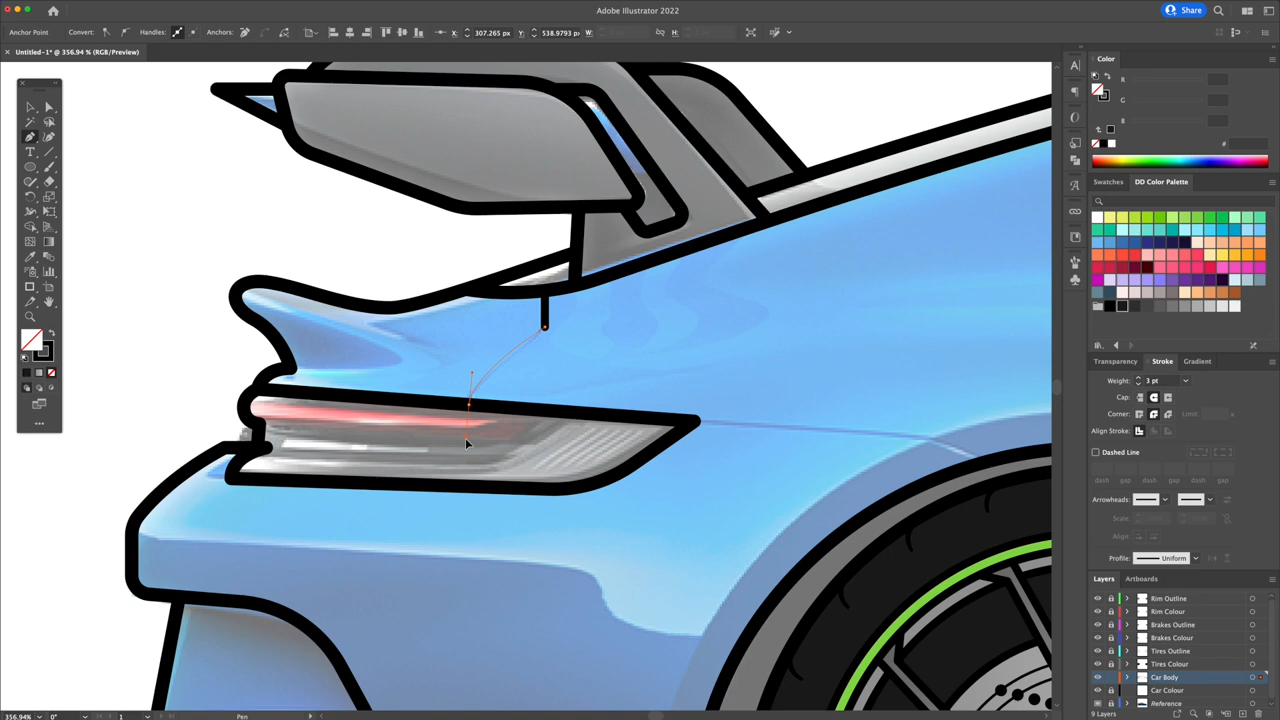 Adobe Illustrator 2022
Share
Anchor Point
Convert:
Handles:
Anchors:
X: 307.265 px
Y: 538.9793 px
W:
H:
Untitled-1* @ 356.94 % (RGB/Preview)
Color
R
G
B
#
Swatches
DD Color Palette
Transparency
Stroke
Gradient
Weight:
3 pt
Cap:
Corner:
Limit:
Align Stroke:
Dashed Line
dash
gap
dash
gap
dash
gap
Arrowheads:
Scale:
Align:
Profile:
Uniform
Layers
Artboards
Rim Outline
Rim Colour
Brakes Outline
Brakes Colour
Tires Outline
Tires Colour
Car Body
Car Colour
Reference
9 Layers
356.94%
0°
1
Pen